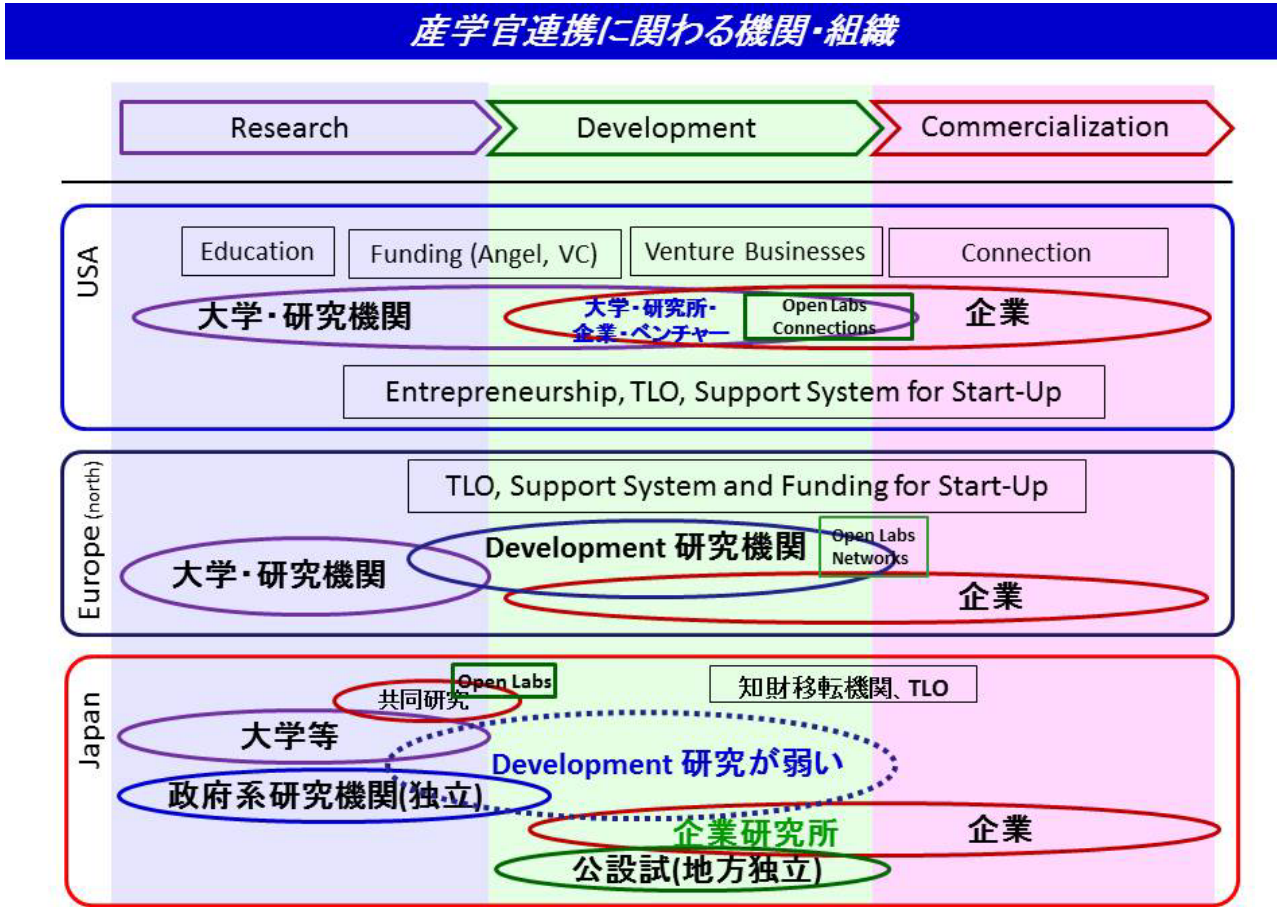 産学官連携に関わる機関・組織
Research
Development
Commercialization
USA
Education
Funding (Angel, VC)
Venture Businesses
Connection
大学・研究機関
大学・研究所・
企業・ベンチャー
Open Labs
Connections
企業
Entrepreneurship, TLO, Support System for Start-Up
Europe (north)
TLO, Support System and Funding for Start-Up
大学・研究機関
Development 研究機関
Open Labs
Networks
企業
Japan
共同研究
Open Labs
知財移転機関、TLO
大学等
Development 研究が弱い
政府系研究機関(独立)
企業研究所
企業
公設試(地方独立)